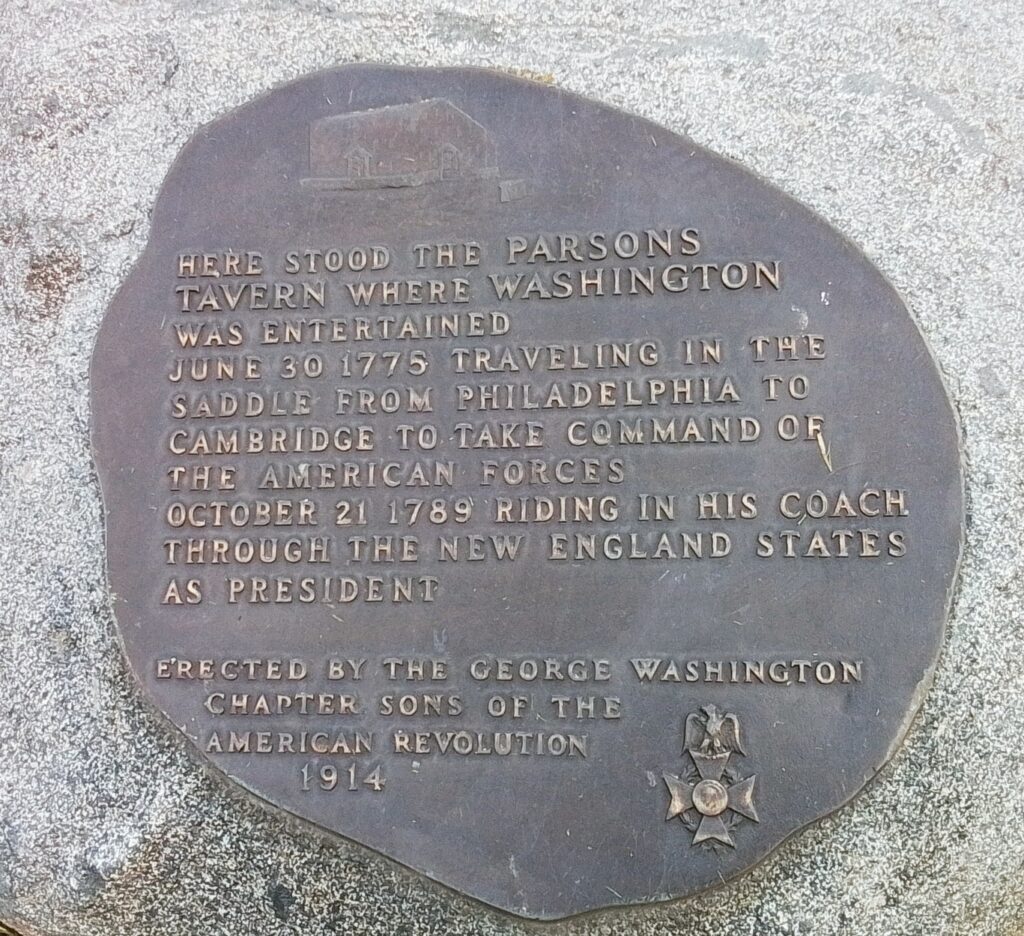 HERE STOOD THE PARSONS
TAVERN WHERE WASHINGTON
WAS ENTERTAINED
JUNE 30 1775 TRAVELING IN THE
SADDLE FROM PHILADELPHIA TO
CAMBRIDGE TO TAKE COMMAND OF
THE AMERICAN FORCES
OCTOBER 21 1789 RIDING IN HIS COACH
THROUGH THE NEW ENGLAND STATES
AS PRESIDENT
ERECTED BY THE GEORGE WASHINGTON
CHAPTER SONS OF THE
AMERICAN REVOLUTION
1914